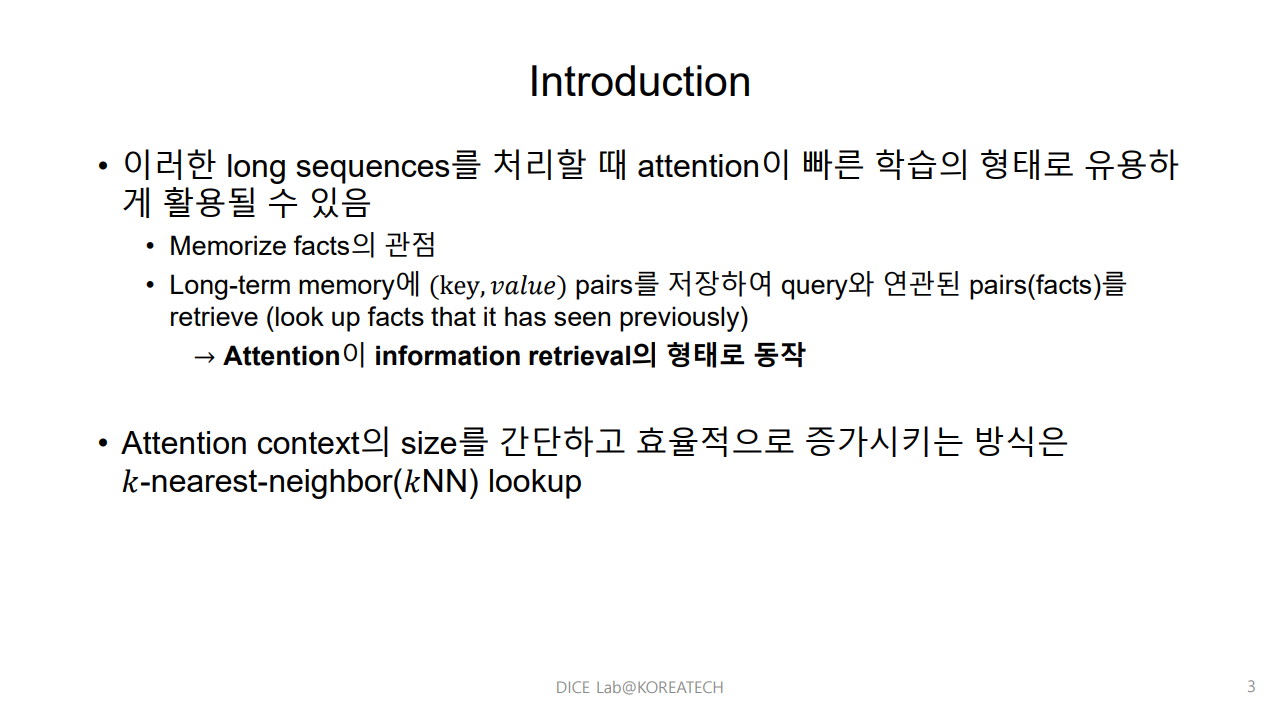 Introduction
• 이러한 long sequences를 처리할 때 attention이 빠른 학습의 형태로 유용하
게 활용될 수 있음
• Memorize facts의 관점
• Long-term memory에 (key, value) pairs를 저장하여 query와 연관된 pairs(facts)를
retrieve (look up facts that it has seen previously)
→ Attention이 information retrieval의 형태로 동작
• Attention context의 size를 간단하고 효율적으로 증가시키는 방식은
k-nearest-neighbor(kNN) lookup
DICE Lab@KOREATECH
3